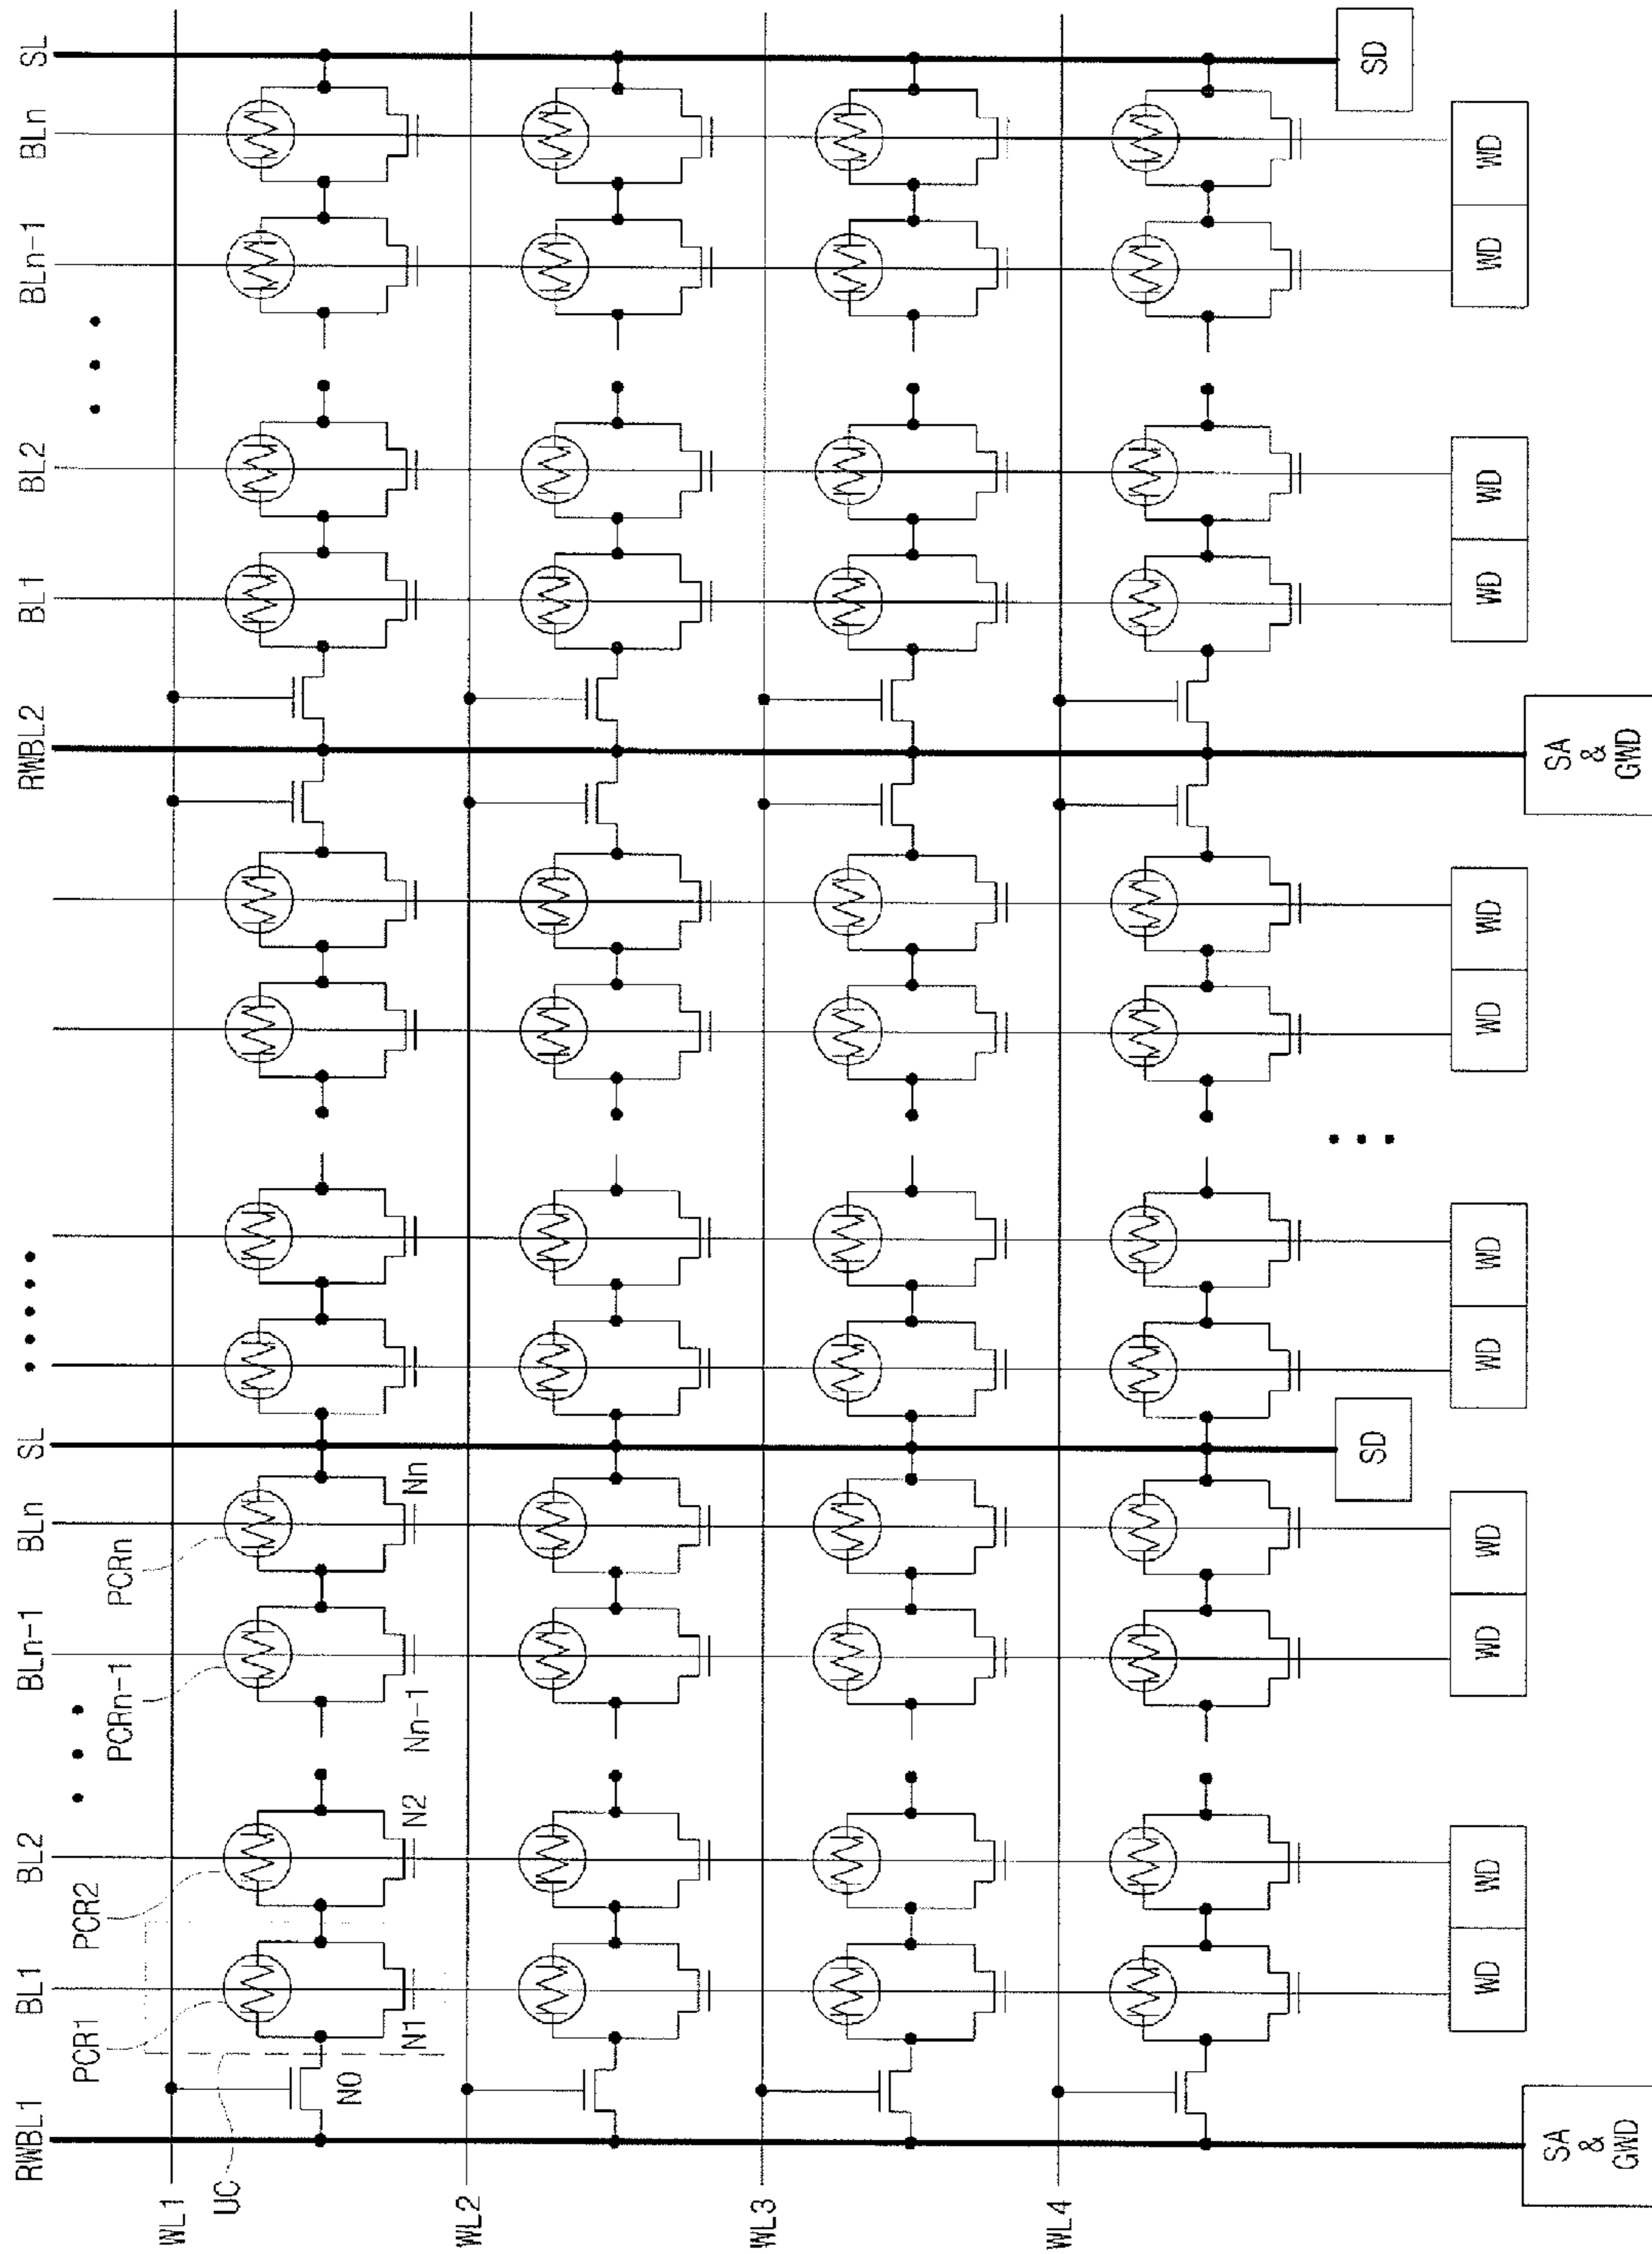 RWBL1 BL1 BL2 • • • BLn-1 BLn SL • • • • • RWBL2 BL1 BL2 • • • BLn-1 BLn SL
PCR1 PCR2 PCRn-1 PCRn
WL1
UC
N0 N1 N2 Nn-1 Nn
WL2
WL3
WL4
• • •
SD SD
WD WD WD WD WD WD WD WD WD WD WD WD
SA & GWD SA & GWD